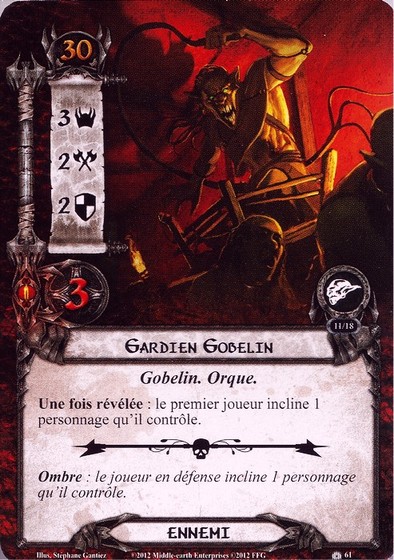 30
3
2
2
3
11/18
Gardien Gobelin
Gobelin. Orque.
Une fois révélée : le premier joueur incline 1
personnage qu'il contrôle.
Ombre : le joueur en défense incline 1 personnage
qu'il contrôle.
ENNEMI
Illus. Stéphane Gantiez ©2012 Middle-earth Enterprises ©2012 FFG 61